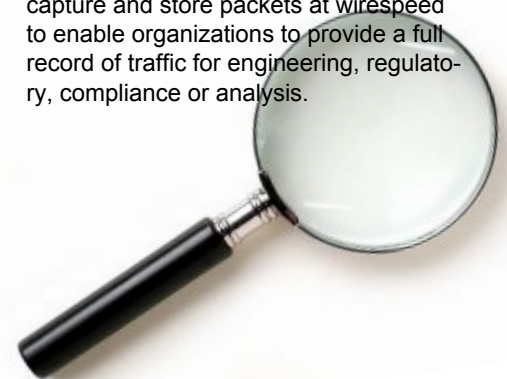 capture and store packets at wirespeed
to enable organizations to provide a full
record of traffic for engineering, regulato-
ry, compliance or analysis.